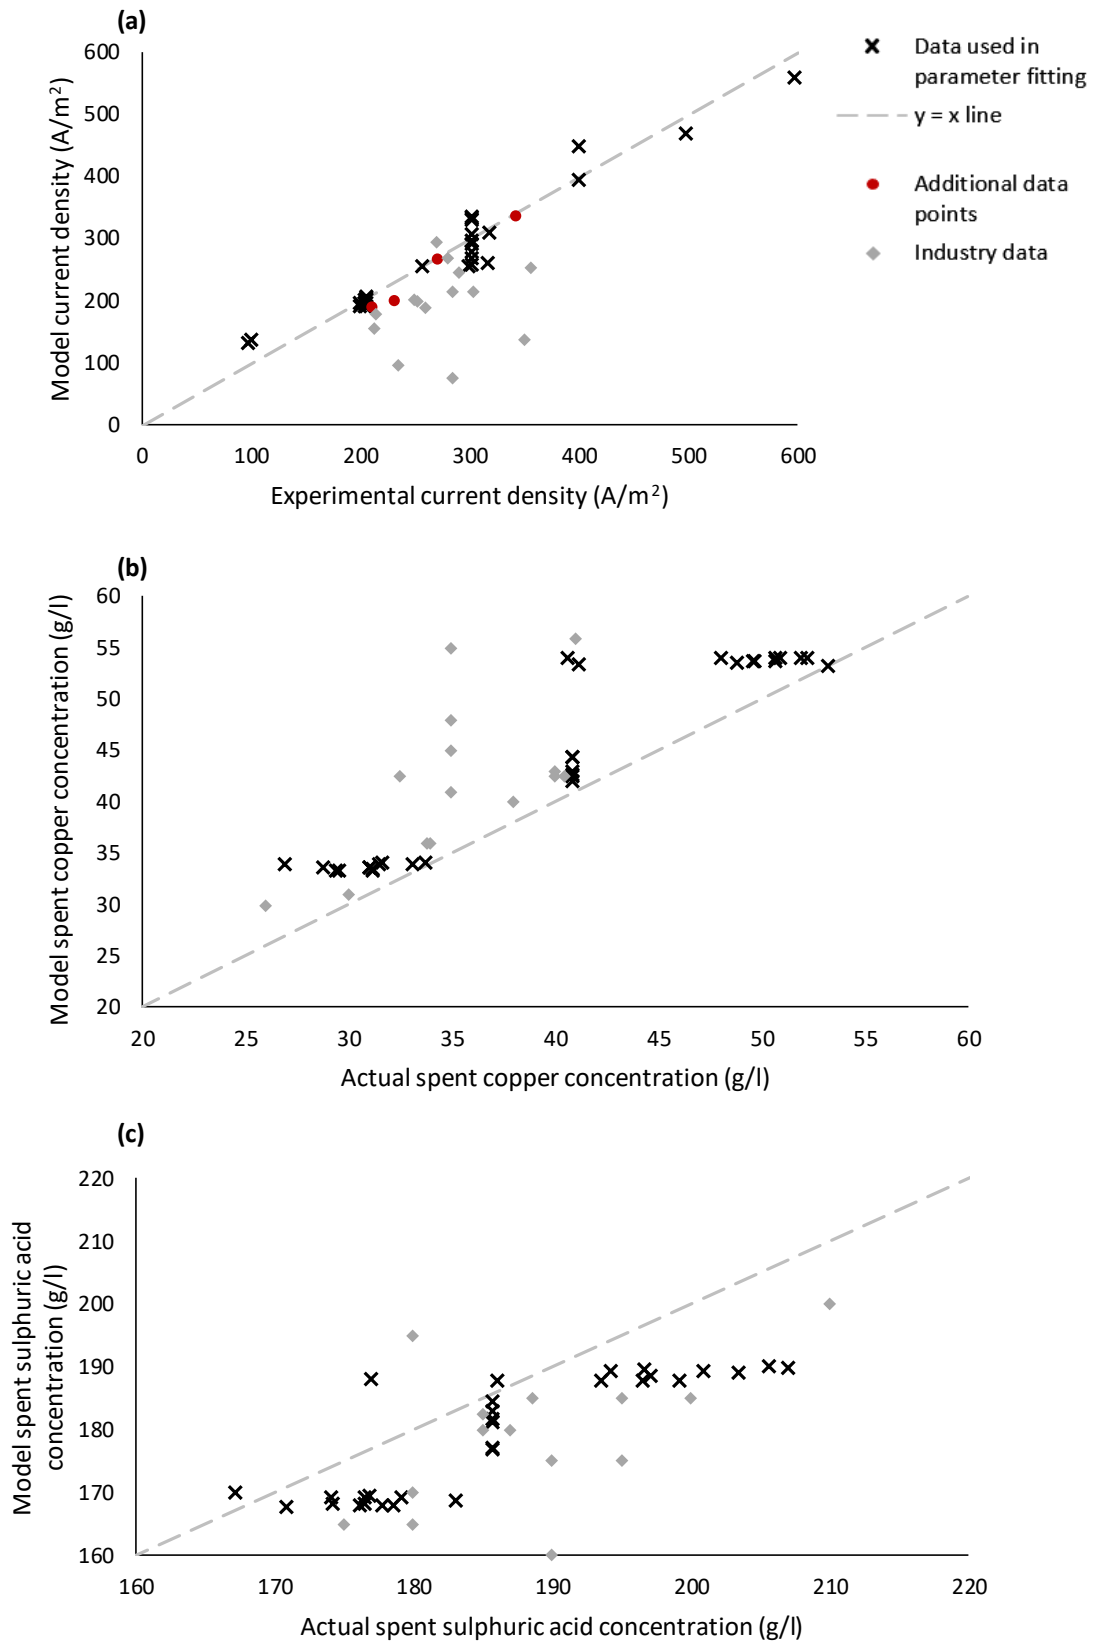 (a)
600
500
400
300
200
100
0
0 100 200 300 400 500 600
Model current density (A/m²)
Experimental current density (A/m²)
Data used in
parameter fitting
y = x line
Additional data
points
Industry data
(b)
60
55
50
45
40
35
30
25
20
20 25 30 35 40 45 50 55 60
Model spent copper concentration (g/l)
Actual spent copper concentration (g/l)
(c)
220
210
200
190
180
170
160
160 170 180 190 200 210 220
Model spent sulphuric acid
concentration (g/l)
Actual spent sulphuric acid concentration (g/l)